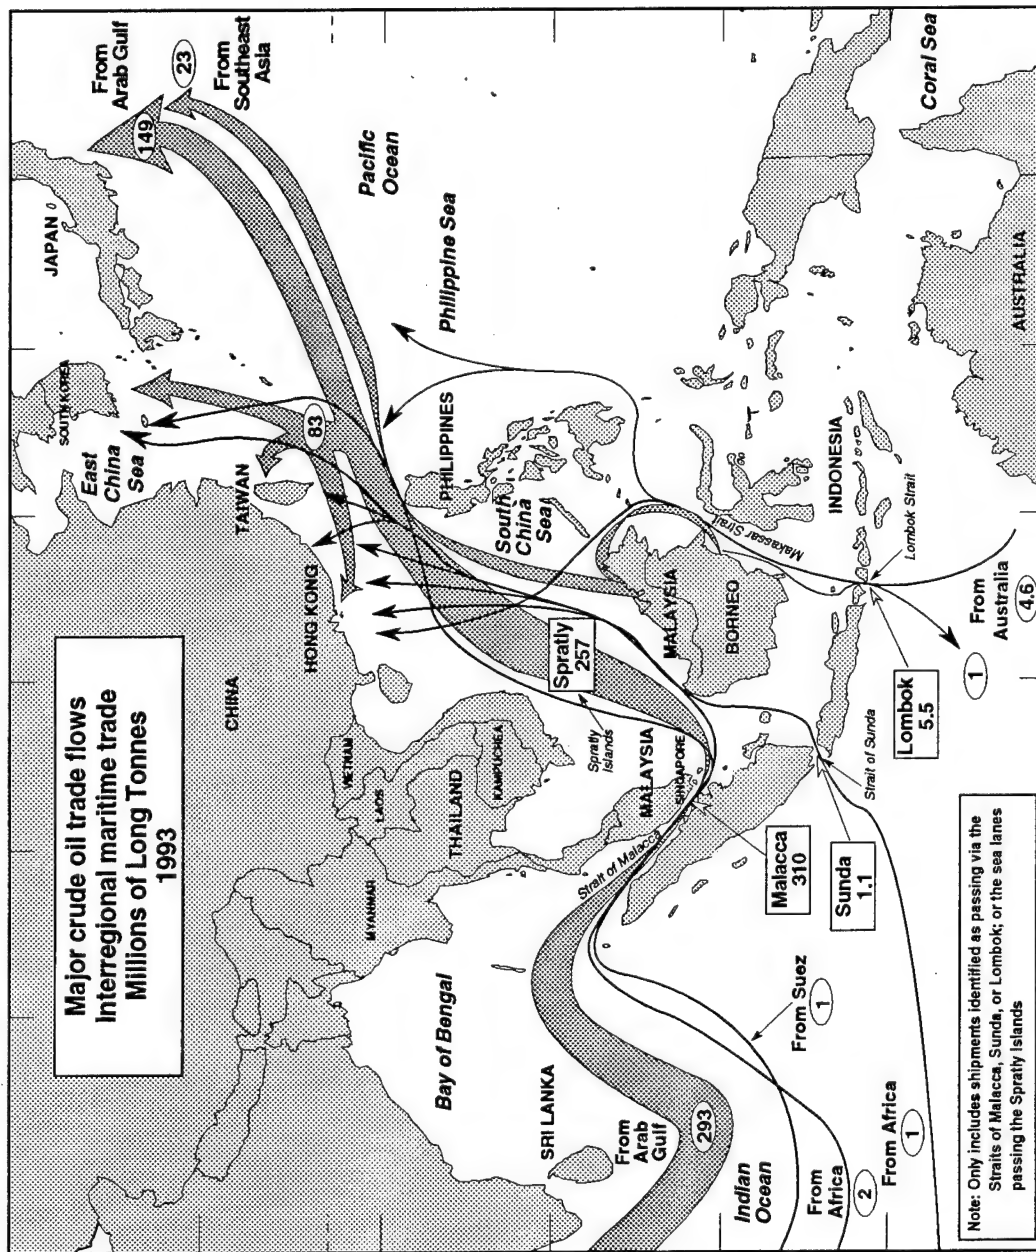 Major crude oil trade flows
Interregional maritime trade
Millions of Long Tonnes
1993
JAPAN
From
Arab Gulf
149
23
From
Southeast
Asia
SOUTH KOREA
East
China
Sea
Pacific
Ocean
CHINA
TAIWAN
83
HONG KONG
Philippine Sea
VIETNAM
LAOS
MYANMAR
THAILAND
KAMPUCHEA
PHILIPPINES
South
China
Sea
Spratly
257
Spratly
Islands
Bay of Bengal
SRI LANKA
Strait of Malacca
MALAYSIA
SINGAPORE
MALAYSIA
BORNEO
Makassar Strait
From
Arab
Gulf
293
Malacca
310
INDONESIA
Coral Sea
Indian
Ocean
From Suez
1
Sunda
1.1
Strait of Sunda
Lombok Strait
From
Africa
2
From Africa
1
Lombok
5.5
1
From
Australia
4.6
AUSTRALIA
Note: Only includes shipments identified as passing via the
Straits of Malacca, Sunda, or Lombok; or the sea lanes
passing the Spratly Islands